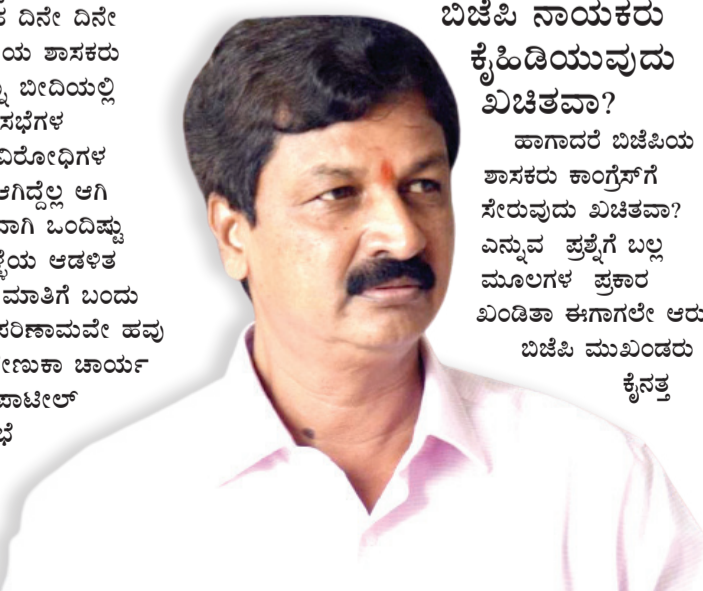 ದಿನೇ ದಿನೇ
ಯ ಶಾಸಕರು
ಬೀದಿಯಲ್ಲಿ
ಸಭೆಗಳ
ವಿರೋಧಿಗಳ
ಆಗಿದ್ದೆಲ್ಲ ಆಗಿ
ವಾಗಿ ಒಂದಿಷ್ಟು
ಳ್ಳೆಯ ಆಡಳಿತ
ಮಾತಿಗೆ ಬಂದು
ಪರಿಣಾಮವೇ ಹವು
ೇಣುಕಾ ಚಾರ್ಯ
ಪಾಟೀಲ್
ಬಿಜೆಪಿ ನಾಯಕರು
ಕೈಹಿಡಿಯುವುದು
ಖಚಿತವಾ?
ಹಾಗಾದರೆ ಬಿಜೆಪಿಯ
ಶಾಸಕರು ಕಾಂಗ್ರೆಸ್‌ಗೆ
ಸೇರುವುದು ಖಚಿತವಾ?
ಎನ್ನುವ ಪ್ರಶ್ನೆಗೆ ಬಲ್ಲ
ಮೂಲಗಳ ಪ್ರಕಾರ
ಖಂಡಿತಾ ಈಗಾಗಲೇ ಆರು
ಬಿಜೆಪಿ ಮುಖಂಡರು
ಕೈನತ್ತ